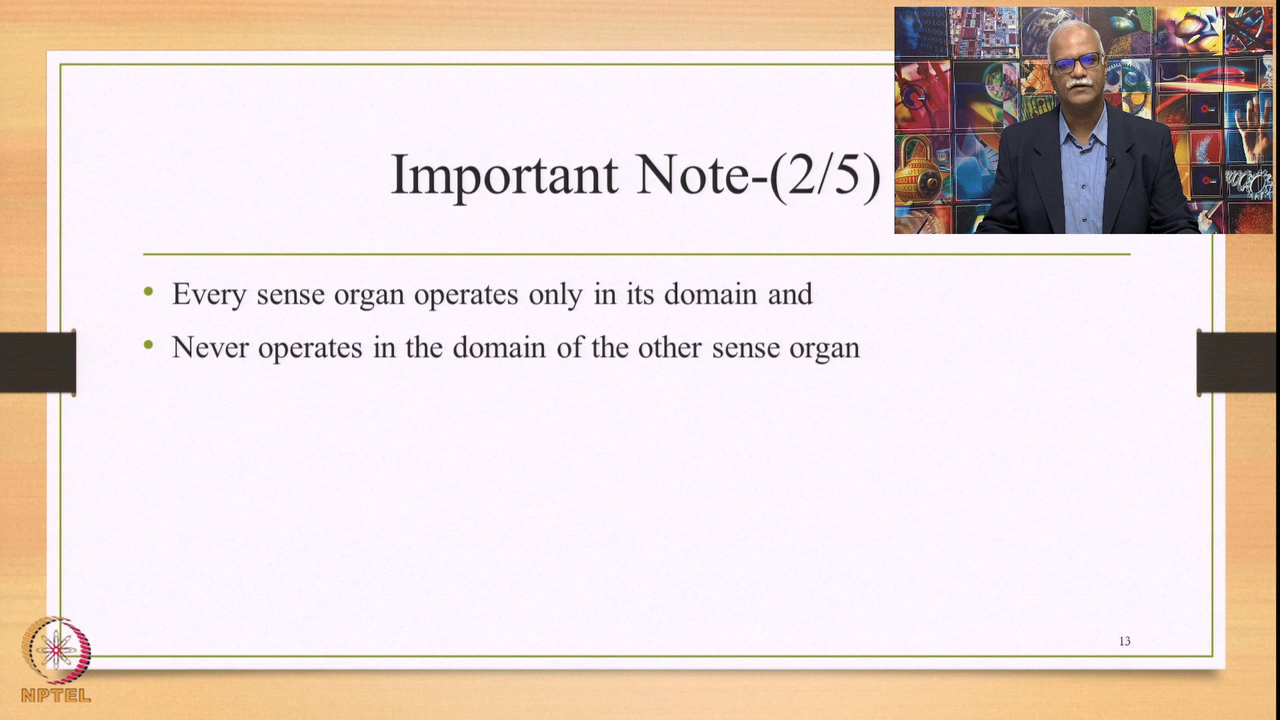 Important Note-(2/5)
• Every sense organ operates only in its domain and
• Never operates in the domain of the other sense organ
13
NPTEL